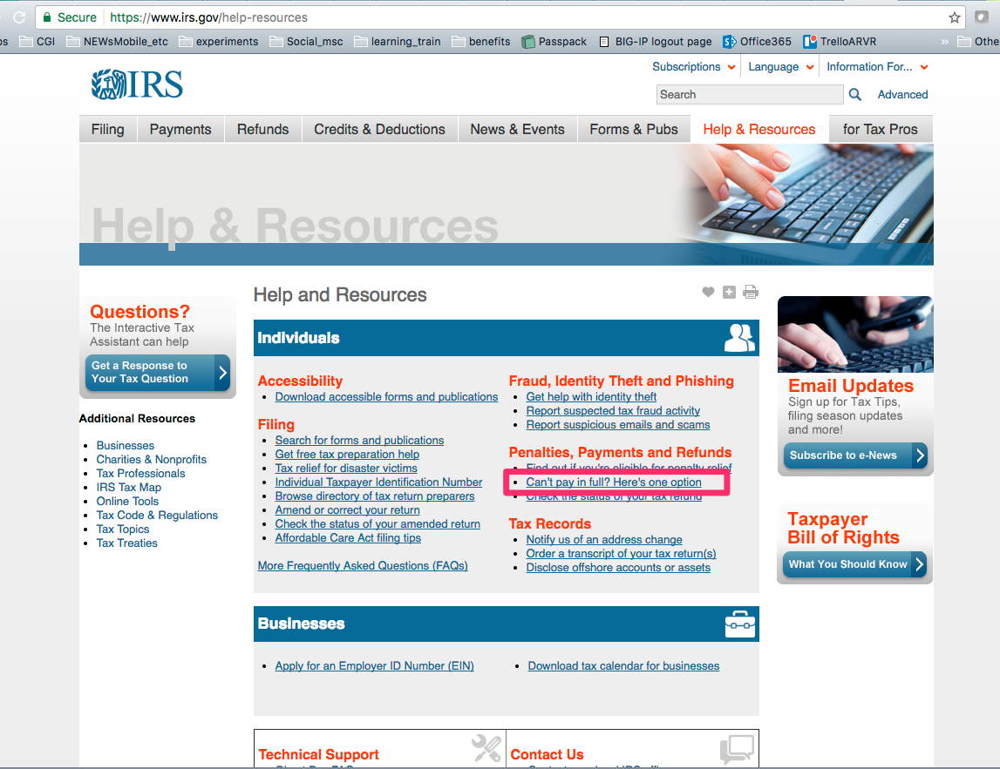 Secure https://www.irs.gov/help-resources
ps CGI NEWsMobile_etc experiments Social_msc learning_train benefits Passpack BIG-IP logout page Office365 TrelloARVR » Othe
Subscriptions Language Information For...
IRS
Search Advanced
Filing Payments Refunds Credits & Deductions News & Events Forms & Pubs Help & Resources for Tax Pros
Help & Resources
Questions?
The Interactive Tax
Assistant can help
Get a Response to
Your Tax Question
Additional Resources
Businesses
Charities & Nonprofits
Tax Professionals
IRS Tax Map
Online Tools
Tax Code & Regulations
Tax Topics
Tax Treaties
Help and Resources
Individuals
Accessibility
Download accessible forms and publications
Filing
Search for forms and publications
Get free tax preparation help
Tax relief for disaster victims
Individual Taxpayer Identification Number
Browse directory of tax return preparers
Amend or correct your return
Check the status of your amended return
Affordable Care Act filing tips
More Frequently Asked Questions (FAQs)
Fraud, Identity Theft and Phishing
Get help with identity theft
Report suspected tax fraud activity
Report suspicious emails and scams
Penalties, Payments and Refunds
Find out if you're eligible for penalty relief
Can't pay in full? Here's one option
Check the status of your tax refund
Tax Records
Notify us of an address change
Order a transcript of your tax return(s)
Disclose offshore accounts or assets
Businesses
Apply for an Employer ID Number (EIN)
Download tax calendar for businesses
Technical Support
Contact Us
Email Updates
Sign up for Tax Tips,
filing season updates
and more!
Subscribe to e-News
Taxpayer
Bill of Rights
What You Should Know